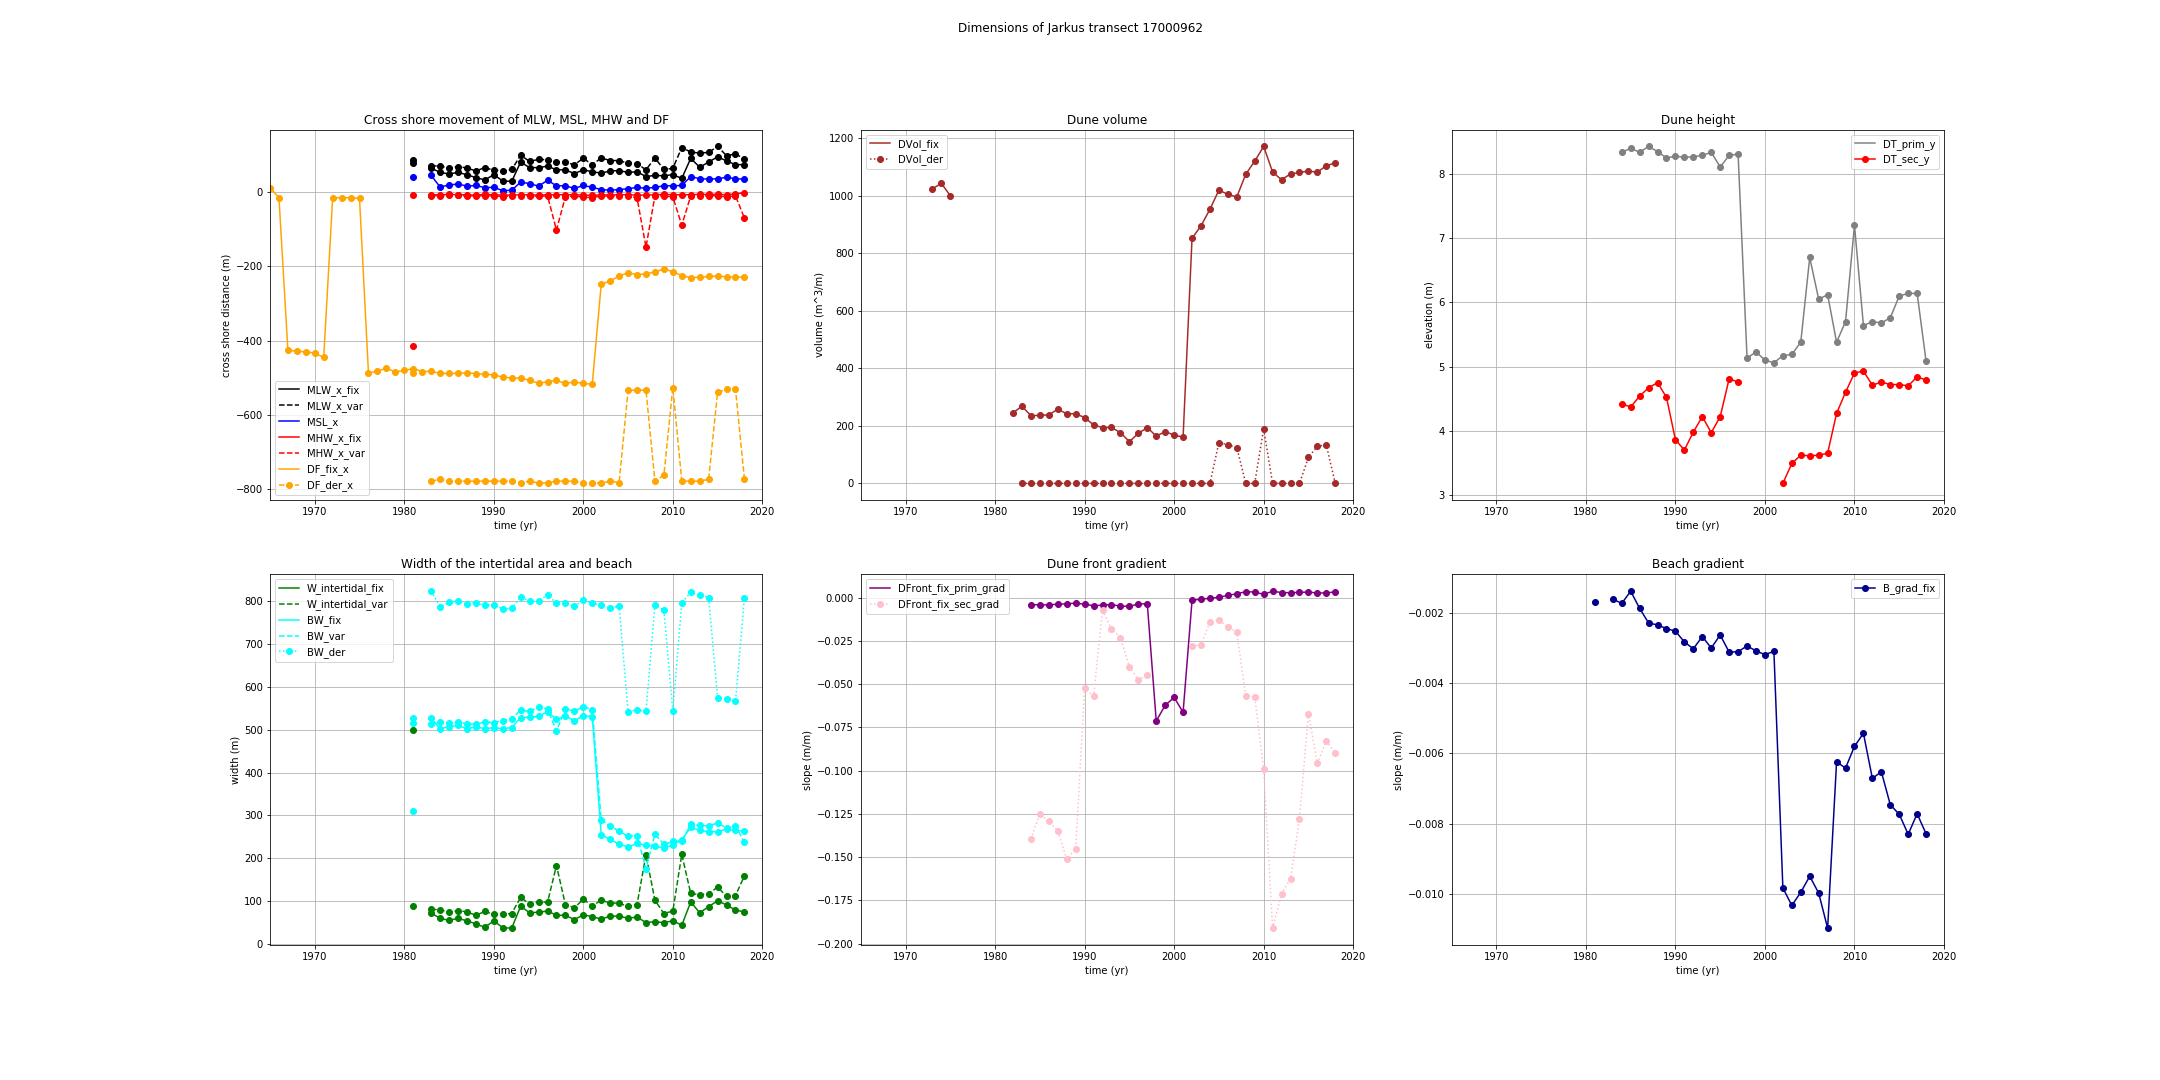 Dimensions of Jarkus transect 17000962
Cross shore movement of MLW, MSL, MHW and DF
cross shore distance (m)
0
−200
−400
−600
−800
MLW_x_fix
MLW_x_var
MSL_x
MHW_x_fix
MHW_x_var
DF_fix_x
DF_der_x
1970 1980 1990 2000 2010 2020
time (yr)
Dune volume
volume (m^3/m)
1200
1000
800
600
400
200
0
DVol_fix
DVol_der
1970 1980 1990 2000 2010 2020
time (yr)
Dune height
elevation (m)
8
7
6
5
4
3
DT_prim_y
DT_sec_y
1970 1980 1990 2000 2010 2020
time (yr)
Width of the intertidal area and beach
width (m)
800
700
600
500
400
300
200
100
0
W_intertidal_fix
W_intertidal_var
BW_fix
BW_var
BW_der
1970 1980 1990 2000 2010 2020
time (yr)
Dune front gradient
slope (m/m)
0.000
−0.025
−0.050
−0.075
−0.100
−0.125
−0.150
−0.175
−0.200
DFront_fix_prim_grad
DFront_fix_sec_grad
1970 1980 1990 2000 2010 2020
time (yr)
Beach gradient
slope (m/m)
−0.002
−0.004
−0.006
−0.008
−0.010
B_grad_fix
1970 1980 1990 2000 2010 2020
time (yr)